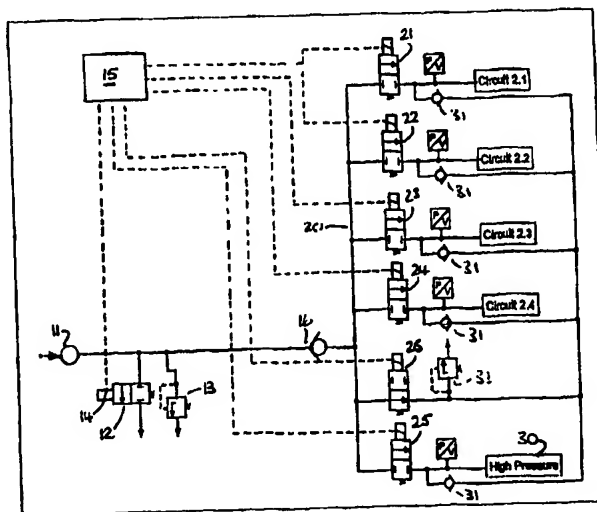 15
21
P/V
Circuit 2.1
31
22
P/V
Circuit 2.2
31
23
P/V
Circuit 2.3
31
201
24
P/V
Circuit 2.4
31
11
16
26
32
14
12
13
25
P/V
30
High Pressure
31